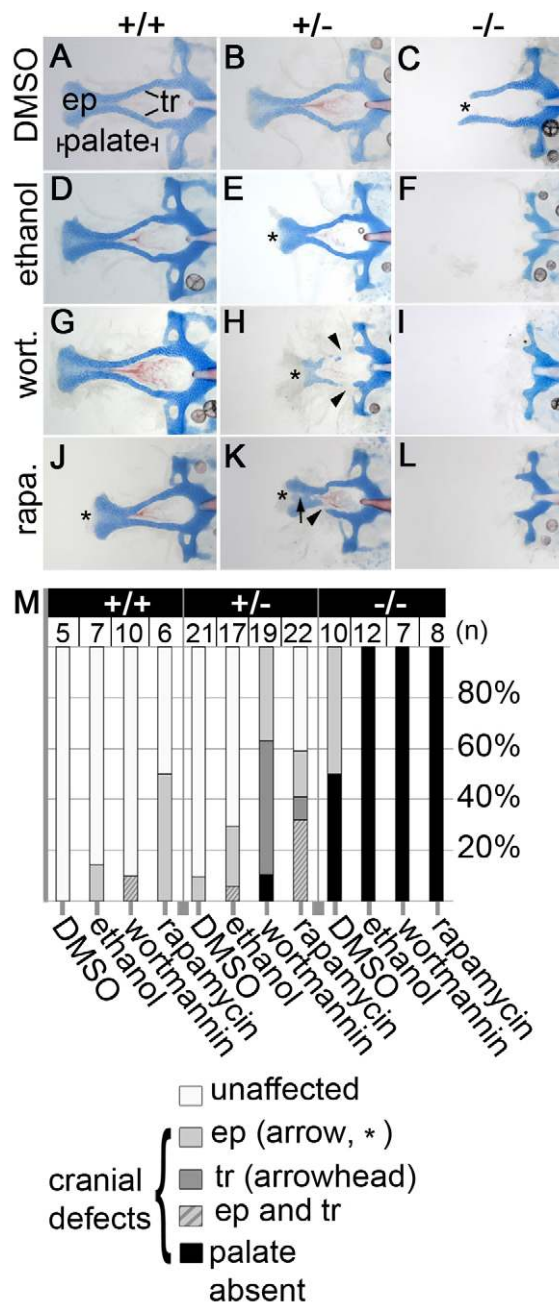 +/+ +/- -/-
DMSO
A B C
ep tr *
palate
ethanol
D E F
*
wort.
G H I
*
rapa.
J K L
* *
M +/+ +/- -/-
5 7 10 6 21 17 19 22 10 12 7 8 (n)
80%
60%
40%
20%
DMSO
ethanol
wortmannin
rapamycin
DMSO
ethanol
wortmannin
rapamycin
DMSO
ethanol
wortmannin
rapamycin
unaffected
ep (arrow, *)
cranial defects
tr (arrowhead)
ep and tr
palate
absent